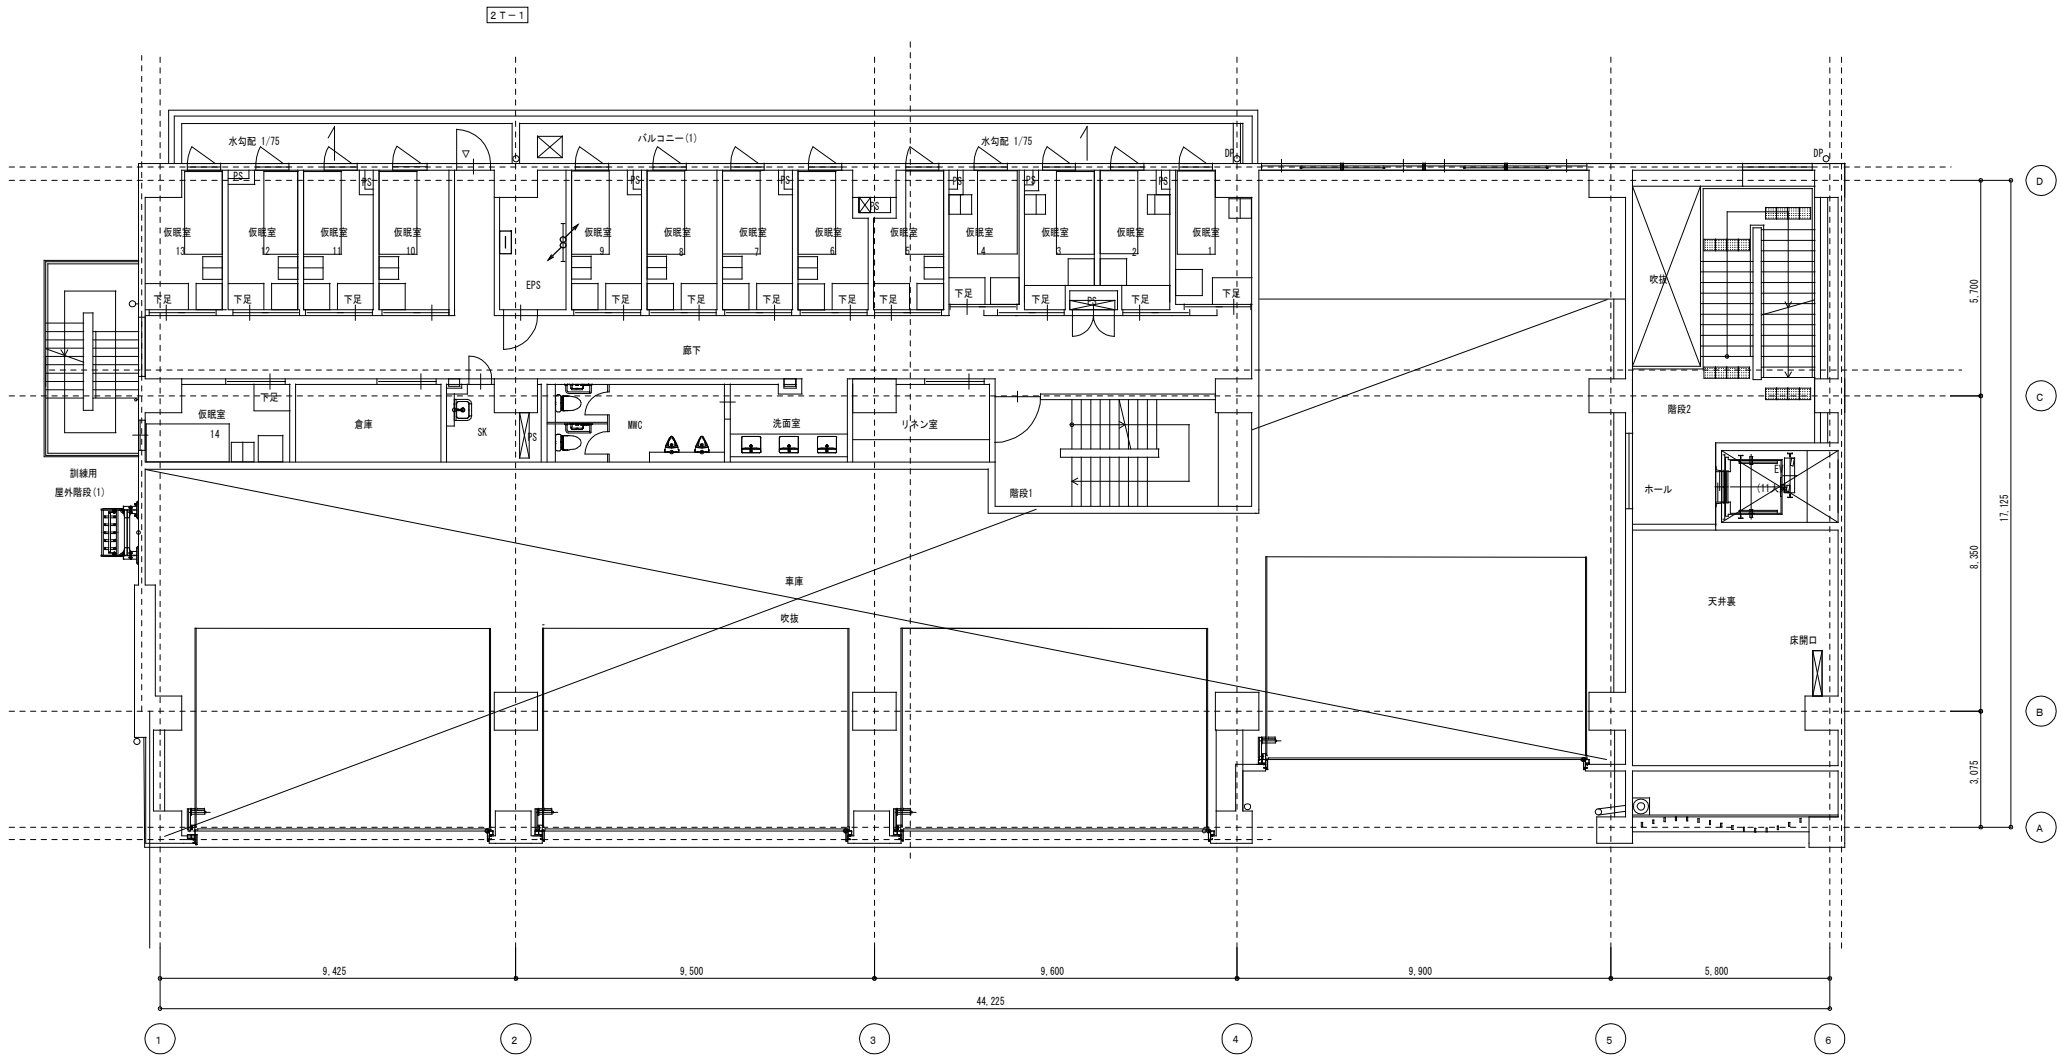 2T-1
水勾配 1/75
バルコニー(1)
水勾配 1/75
DP
DP
PS
PS
PS
PS
PS
PS
PS
PS
D
仮眠室
13
仮眠室
12
仮眠室
11
仮眠室
10
仮眠室
9
仮眠室
8
仮眠室
7
仮眠室
6
仮眠室
5
仮眠室
4
仮眠室
3
仮眠室
2
仮眠室
1
EPS
吹抜
5,700
下足
下足
下足
下足
下足
下足
下足
下足
下足
下足
下足
PS
廊下
C
仮眠室
14
下足
倉庫
SK
PS
MWC
洗面室
リネン室
階段1
階段2
訓練用
屋外階段(1)
ホール
EV
17,125
8,350
車庫
吹抜
天井裏
床開口
B
3,075
A
9,425
9,500
9,600
9,900
5,800
44,225
1
2
3
4
5
6